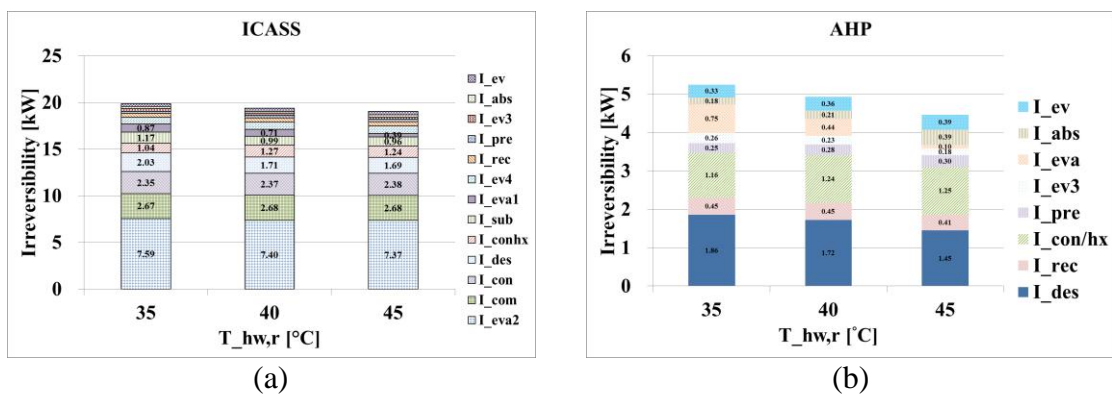 ICASS
Irreversibility [kW]
25
20
15
10
5
0
0.87
1.17
1.04
2.03
2.35
2.67
7.59
0.71
0.99
1.27
1.71
2.37
2.68
7.40
0.39
0.96
1.24
1.69
2.38
2.68
7.37
35
40
45
T_hw,r [°C]
I_ev
I_abs
I_ev3
I_pre
I_rec
I_ev4
I_eva1
I_sub
I_conhx
I_des
I_con
I_com
I_eva2
(a)
AHP
Irreversibility [kW]
6
5
4
3
2
1
0
0.33
0.18
0.75
0.26
0.25
1.16
0.45
1.86
0.36
0.21
0.44
0.23
0.28
1.24
0.45
1.72
0.39
0.39
0.10
0.18
0.30
1.25
0.41
1.45
35
40
45
T_hw,r [°C]
I_ev
I_abs
I_eva
I_ev3
I_pre
I_con/hx
I_rec
I_des
(b)